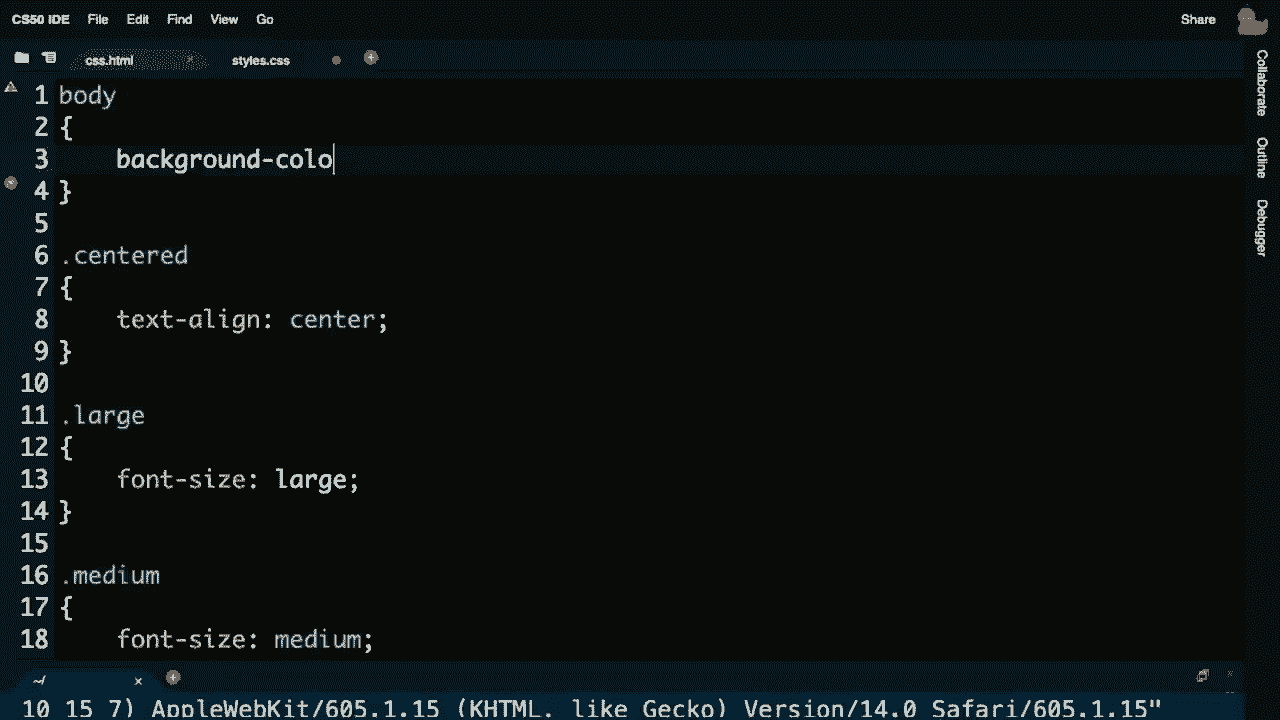 CS50 IDE File Edit Find View Go Share
css.html styles.css
Collaborate
Outline
Debugger
1 body
2 {
3 background-colo
4 }
5
6 .centered
7 {
8 text-align: center;
9 }
10
11 .large
12 {
13 font-size: large;
14 }
15
16 .medium
17 {
18 font-size: medium;
~/
10 15 7) AppleWebKit/605.1.15 (KHTML, like Gecko) Version/14.0 Safari/605.1.15"